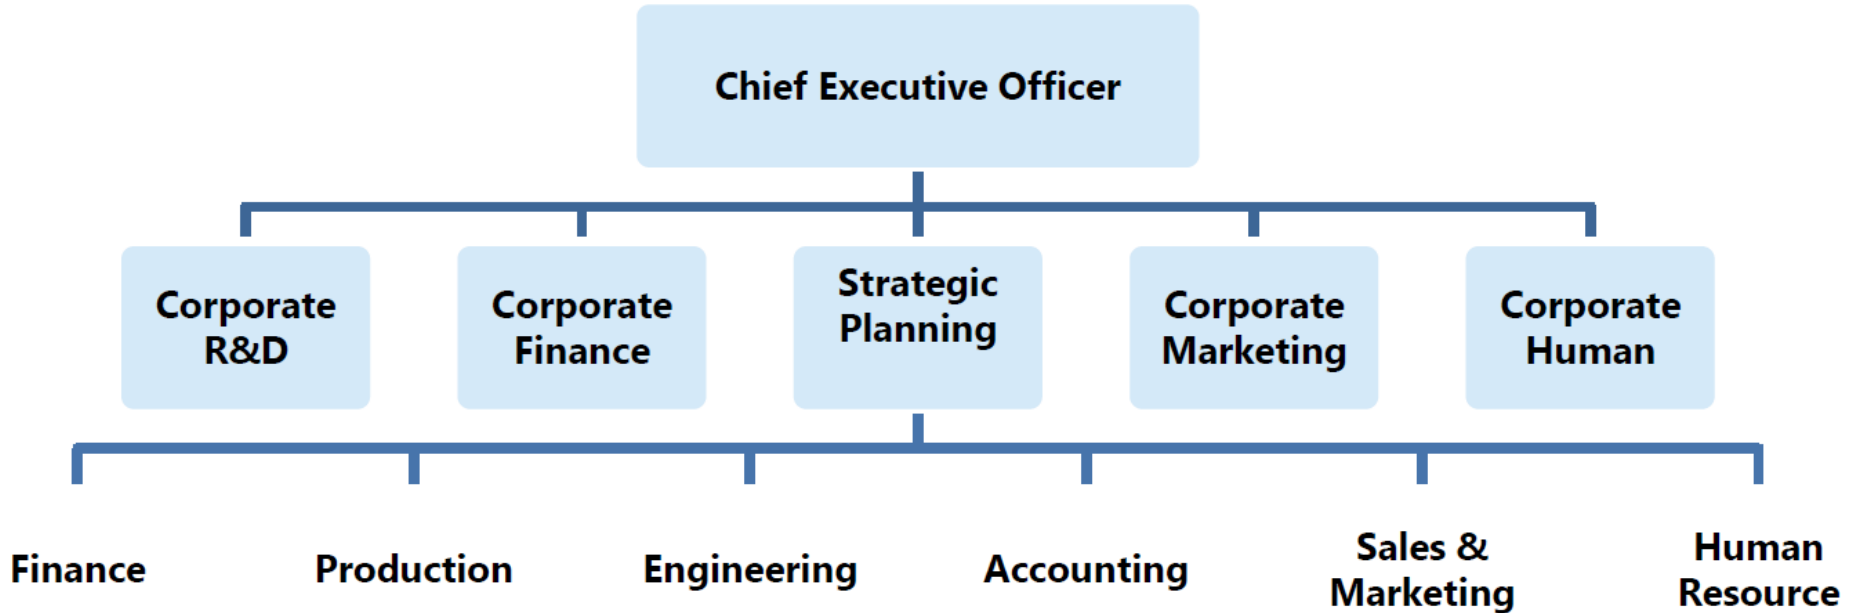 Chief Executive Officer
Corporate
R&D
Corporate
Finance
Strategic
Planning
Corporate
Marketing
Corporate
Human
Finance
Production
Engineering
Accounting
Sales &
Marketing
Human
Resource